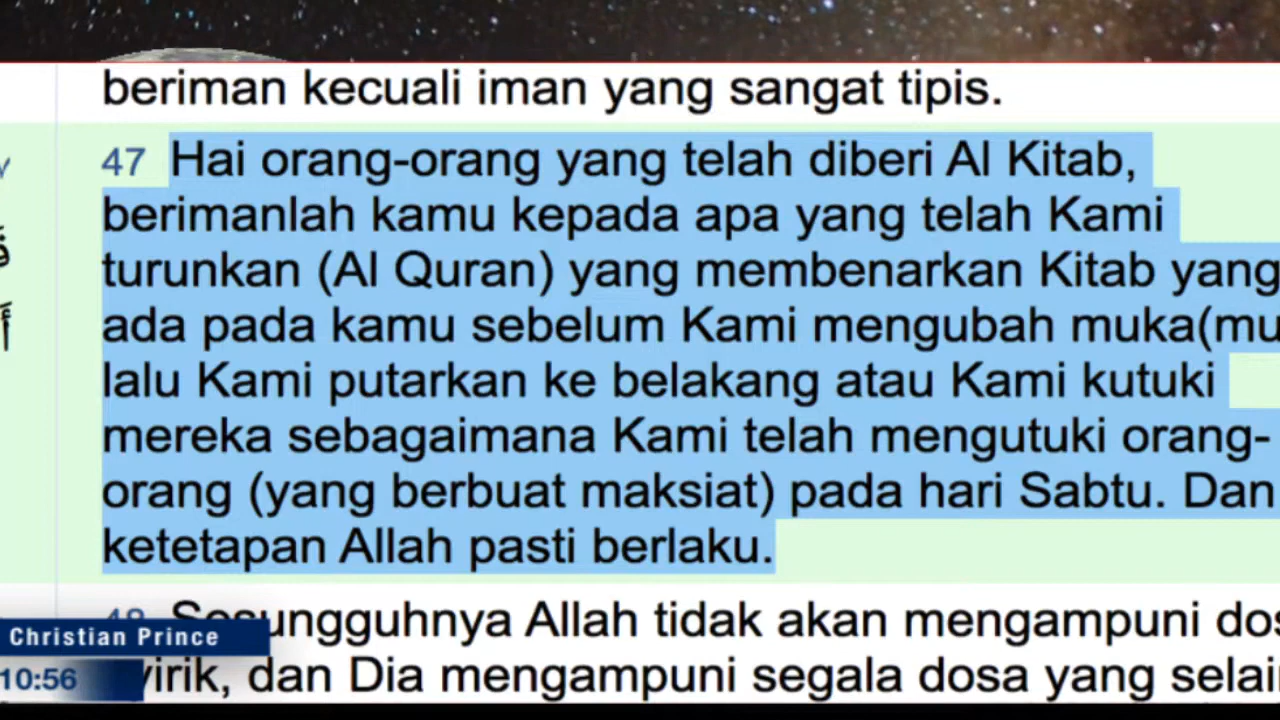 beriman kecuali iman yang sangat tipis.
47 Hai orang-orang yang telah diberi Al Kitab,
berimanlah kamu kepada apa yang telah Kami
turunkan (Al Quran) yang membenarkan Kitab yang
ada pada kamu sebelum Kami mengubah muka(mu
lalu Kami putarkan ke belakang atau Kami kutuki
mereka sebagaimana Kami telah mengutuki orang-
orang (yang berbuat maksiat) pada hari Sabtu. Dan
ketetapan Allah pasti berlaku.
48 Sesungguhnya Allah tidak akan mengampuni dos
yirik, dan Dia mengampuni segala dosa yang selai
Christian Prince
10:56